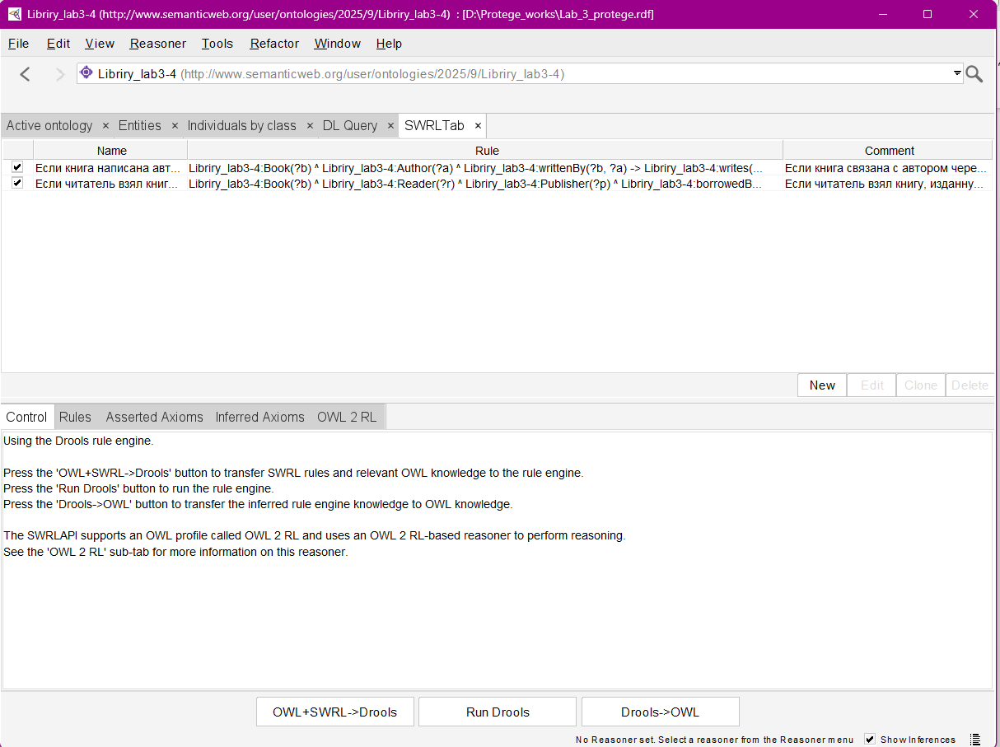 Libriry_lab3-4 (http://www.semanticweb.org/user/ontologies/2025/9/Libriry_lab3-4) : [D:\Protege_works\Lab_3_protege.rdf]
File Edit View Reasoner Tools Refactor Window Help
Libriry_lab3-4 (http://www.semanticweb.org/user/ontologies/2025/9/Libriry_lab3-4)
Active ontology × Entities × Individuals by class × DL Query × SWRLTab ×
Name Rule Comment
Если книга написана авт... Libriry_lab3-4:Book(?b) ^ Libriry_lab3-4:Author(?a) ^ Libriry_lab3-4:writtenBy(?b, ?a) -> Libriry_lab3-4:writes(... Если книга связана с автором чере...
Если читатель взял книг... Libriry_lab3-4:Book(?b) ^ Libriry_lab3-4:Reader(?r) ^ Libriry_lab3-4:Publisher(?p) ^ Libriry_lab3-4:borrowedB... Если читатель взял книгу, изданну...
New Edit Clone Delete
Control Rules Asserted Axioms Inferred Axioms OWL 2 RL
Using the Drools rule engine.
Press the 'OWL+SWRL->Drools' button to transfer SWRL rules and relevant OWL knowledge to the rule engine.
Press the 'Run Drools' button to run the rule engine.
Press the 'Drools->OWL' button to transfer the inferred rule engine knowledge to OWL knowledge.
The SWRLAPI supports an OWL profile called OWL 2 RL and uses an OWL 2 RL-based reasoner to perform reasoning.
See the 'OWL 2 RL' sub-tab for more information on this reasoner.
OWL+SWRL->Drools Run Drools Drools->OWL
No Reasoner set. Select a reasoner from the Reasoner menu Show Inferences